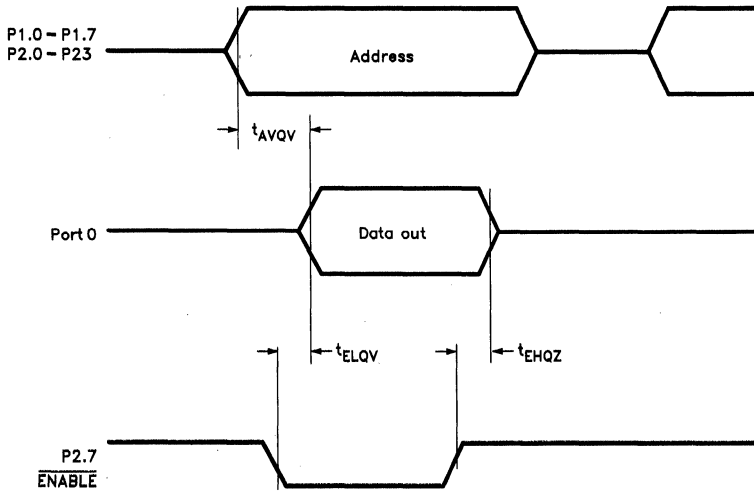 P1.0 – P1.7
P2.0 – P23
Address
tAVQV
Port 0
Data out
tELQV
tEHQZ
P2.7
ENABLE